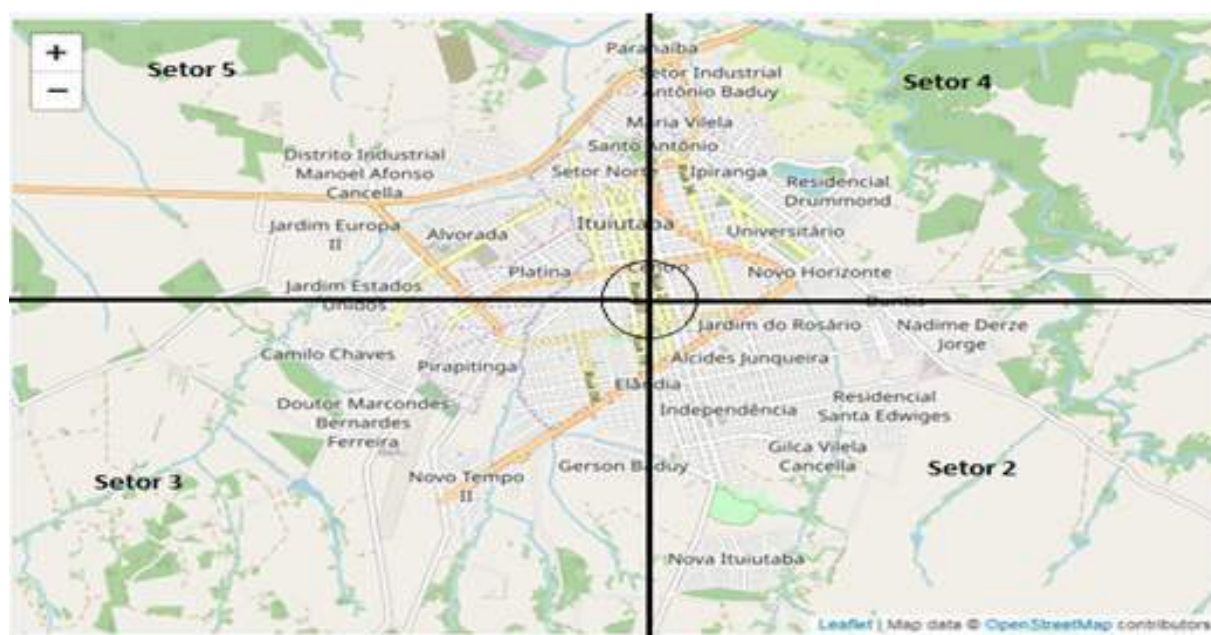 +
−
Setor 5
Setor 4
Paranaíba
Setor Industrial
Antônio Baduy
Maria Vilela
Santo Antônio
Distrito Industrial
Manoel Afonso
Cancella
Setor Norte
Ipiranga
Residencial
Drummond
Jardim Europa
II
Alvorada
Ituiutaba
Universitário
Platina
Centro
Novo Horizonte
Jardim Estados
Unidos
Jardim do Rosário
Nadime Derze
Jorge
Camilo Chaves
Pirapitinga
Alcides Junqueira
Elândia
Doutor Marcondes
Bernardes
Ferreira
Independência
Residencial
Santa Edwiges
Gilca Vilela
Cancella
Setor 3
Novo Tempo
II
Gerson Baduy
Setor 2
Nova Ituiutaba
Leaflet | Map data © OpenStreetMap contributors